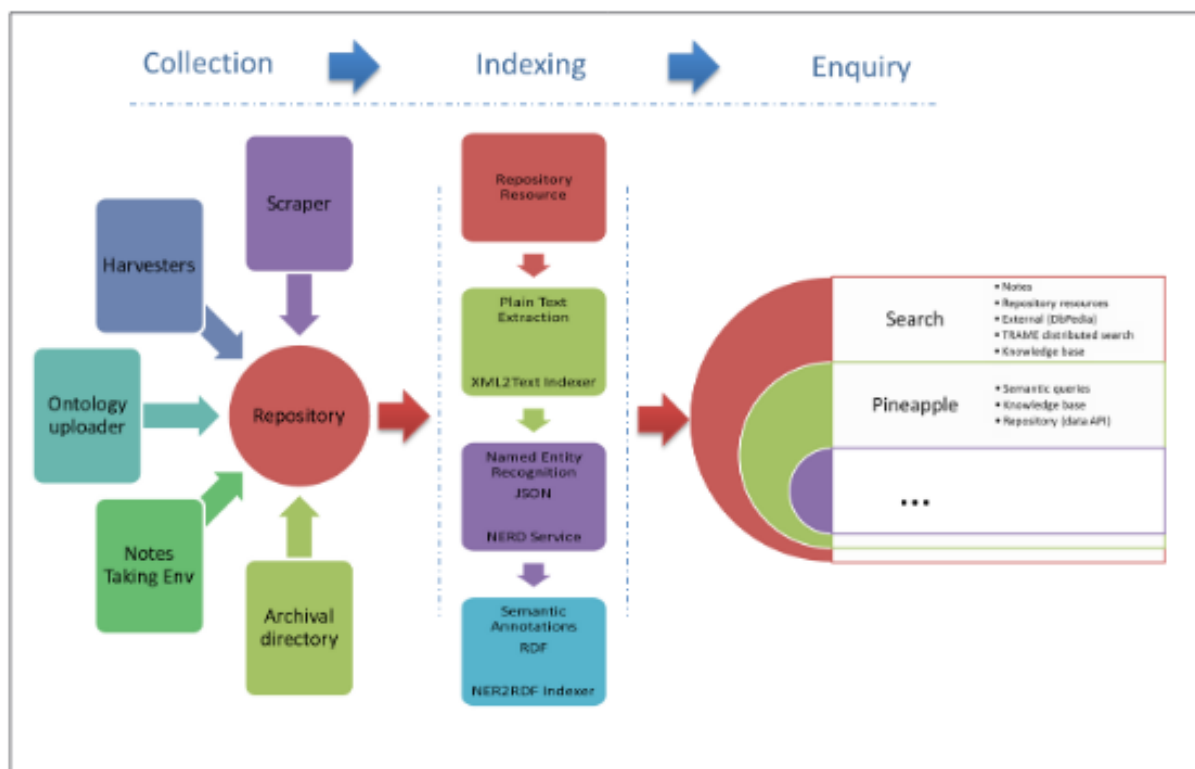 Collection
Indexing
Enquiry
Scraper
Harvesters
Ontology
uploader
Notes
Taking Env
Archival
directory
Repository
Repository
Resource
Plain Text
Extraction
XML2Text Indexer
Named Entity
Recognition
JSON
NERD Service
Semantic
Annotations
RDF
NER2RDF Indexer
Search
• Notes
• Repository resources
• External (DbPedia)
• TRAME distributed search
• Knowledge base
Pineapple
• Semantic queries
• Knowledge base
• Repository (data API)
...